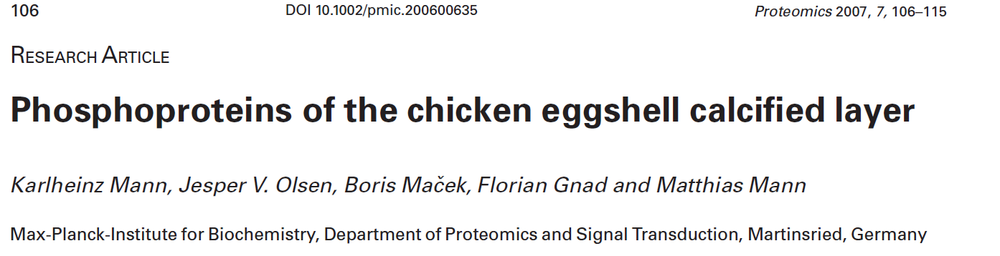 106 DOI 10.1002/pmic.200600635 Proteomics 2007, 7, 106–115
RESEARCH ARTICLE
Phosphoproteins of the chicken eggshell calcified layer
Karlheinz Mann, Jesper V. Olsen, Boris Maček, Florian Gnad and Matthias Mann
Max-Planck-Institute for Biochemistry, Department of Proteomics and Signal Transduction, Martinsried, Germany